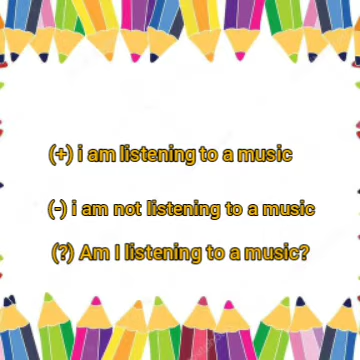 (+) i am listening to a music
(-) i am not listening to a music
(?) Am I listening to a music?